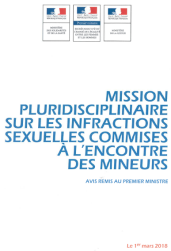 MISSION
PLURIDISCIPLINAIRE
SUR LES INFRACTIONS
SEXUELLES COMMISES
À L'ENCONTRE
DES MINEURS
AVIS REMIS AU PREMIER MINISTRE
Le 1er mars 2018